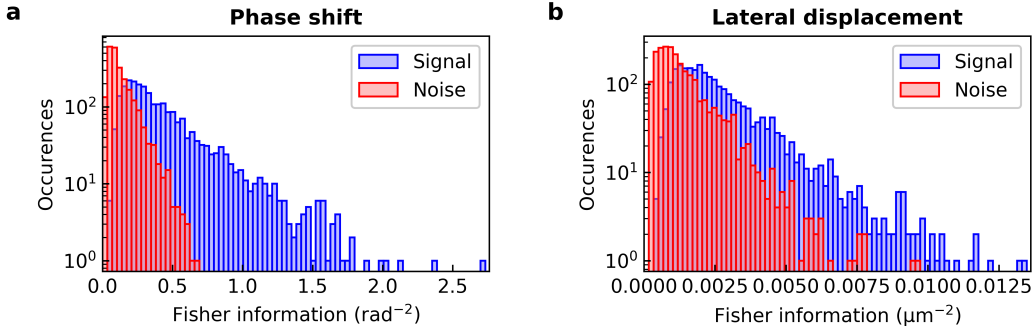 a
Phase shift
Occurences
10²
10¹
10⁰
Signal
Noise
0.0
0.5
1.0
1.5
2.0
2.5
Fisher information (rad⁻²)
b
Lateral displacement
Occurences
10²
10¹
10⁰
Signal
Noise
0.0000
0.0025
0.0050
0.0075
0.0100
0.0125
Fisher information (μm⁻²)